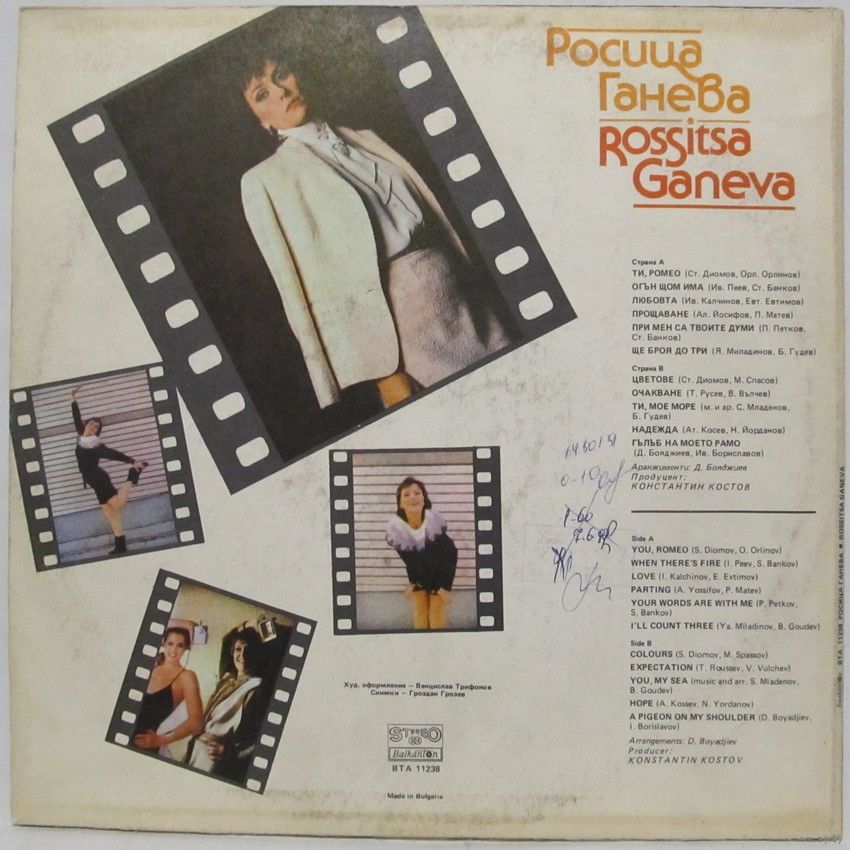 Росица
Ганева
Rossitsa
Ganeva
Страна А
ТИ, РОМЕО (Ст. Диомов, Орл. Орлинов)
ОГЪН ЩОМ ИМА (Ив. Пеев, Ст. Банков)
ЛЮБОВТА (Ив. Калчинов, Евт. Евтимов)
ПРОЩАВАНЕ (Ал. Йосифов, П. Матев)
ПРИ МЕН СА ТВОИТЕ ДУМИ (П. Петков,
Ст. Банков)
ЩЕ БРОЯ ДО ТРИ (Я. Миладинов, Б. Гудев)
Страна В
ЦВЕТОВЕ (Ст. Диомов, М. Спасов)
ОЧАКВАНЕ (Т. Русев, В. Вълчев)
ТИ, МОЕ МОРЕ (м. и ар. С. Младенов,
Б. Гудев)
НАДЕЖДА (Ат. Косев, Н. Йорданов)
ГЪЛЪБ НА МОЕТО РАМО
(Д. Бояджиев, Ив. Бориславов)
Аранжименти: Д. Бояджиев
Продуцент:
КОНСТАНТИН КОСТОВ
Side A
YOU, ROMEO (S. Diomov, O. Orlinov)
WHEN THERE'S FIRE (I. Peev, S. Bankov)
LOVE (I. Kalchinov, E. Evtimov)
PARTING (A. Yossifov, P. Matev)
YOUR WORDS ARE WITH ME (P. Petkov,
S. Bankov)
I'LL COUNT THREE (Ya. Miladinov, B. Goudev)
Side B
COLOURS (S. Diomov, M. Spassov)
EXPECTATION (T. Roussev, V. Vulchev)
YOU, MY SEA (music and arr. S. Mladenov,
B. Goudev)
HOPE (A. Kossev, N. Yordanov)
A PIGEON ON MY SHOULDER (D. Boyadjiev,
I. Borislavov)
Arrangements: D. Boyadjiev
Producer:
KONSTANTIN KOSTOV
Худ. оформление – Венцислав Трифонов
Снимки – Гроздан Грозев
STEREO
Balkanton
ВТА 11238
Made in Bulgaria
ВТА 11238 РОСИЦА ГАНЕВА • ROSSITSA GANEVA